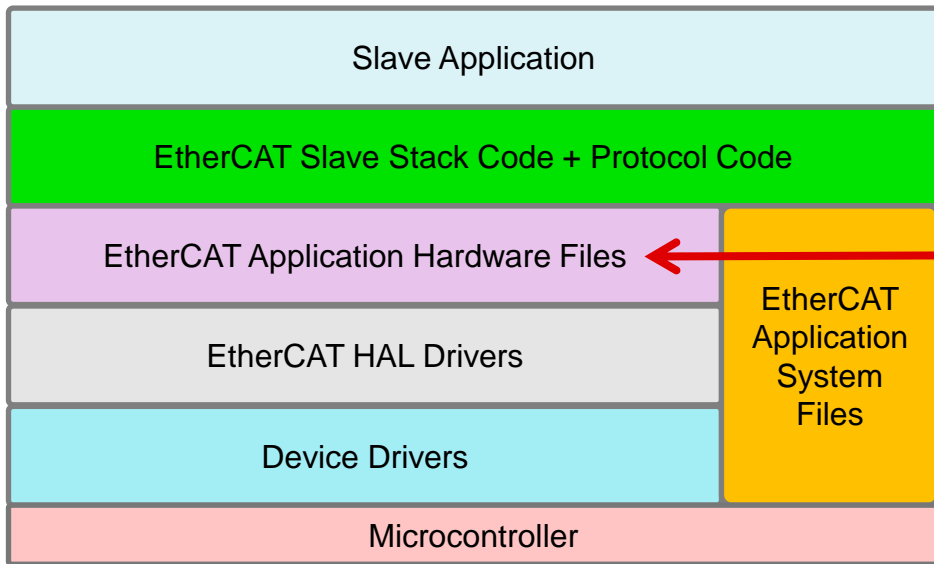 Slave Application
EtherCAT Slave Stack Code + Protocol Code
EtherCAT Application Hardware Files
EtherCAT HAL Drivers
Device Drivers
EtherCAT
Application
System
Files
Microcontroller